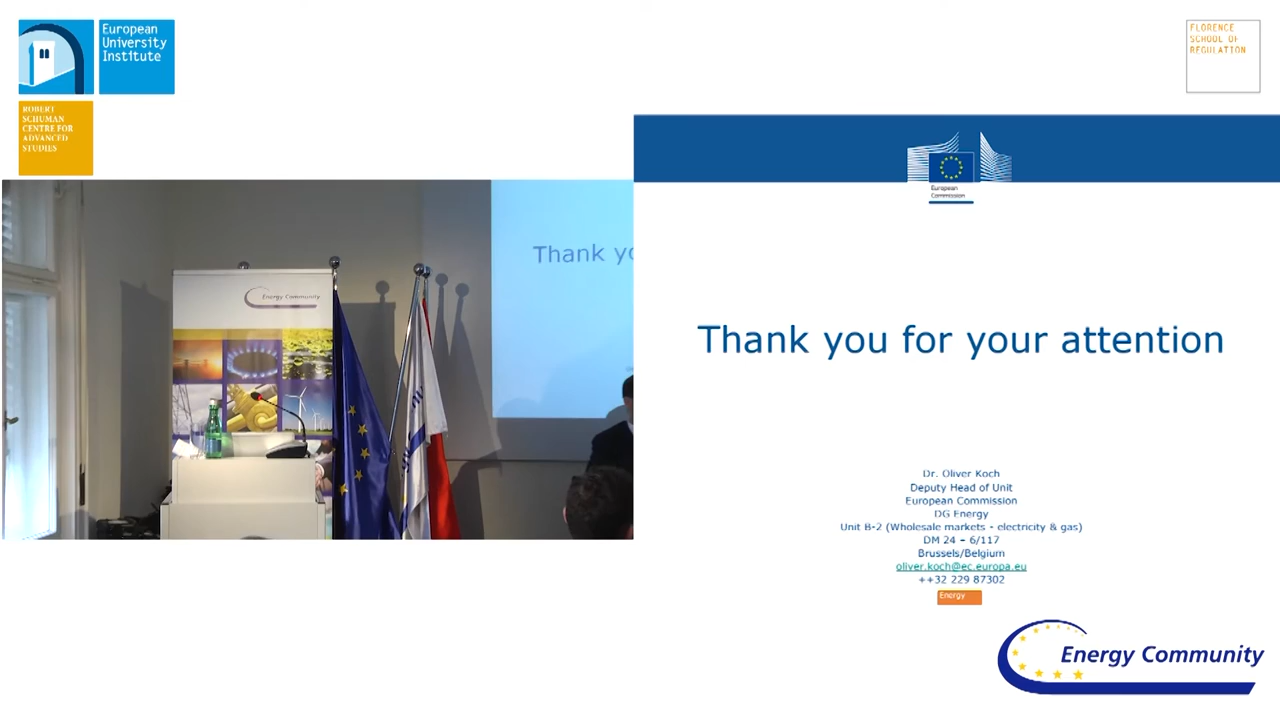 European
University
Institute
ROBERT
SCHUMAN
CENTRE FOR
ADVANCED
STUDIES
FLORENCE
SCHOOL OF
REGULATION
Energy Community
Thank yo
European
Commission
Thank you for your attention
Dr. Oliver Koch
Deputy Head of Unit
European Commission
DG Energy
Unit B-2 (Wholesale markets - electricity & gas)
DM 24 – 6/117
Brussels/Belgium
oliver.koch@ec.europa.eu
++32 229 87302
Energy
Energy Community